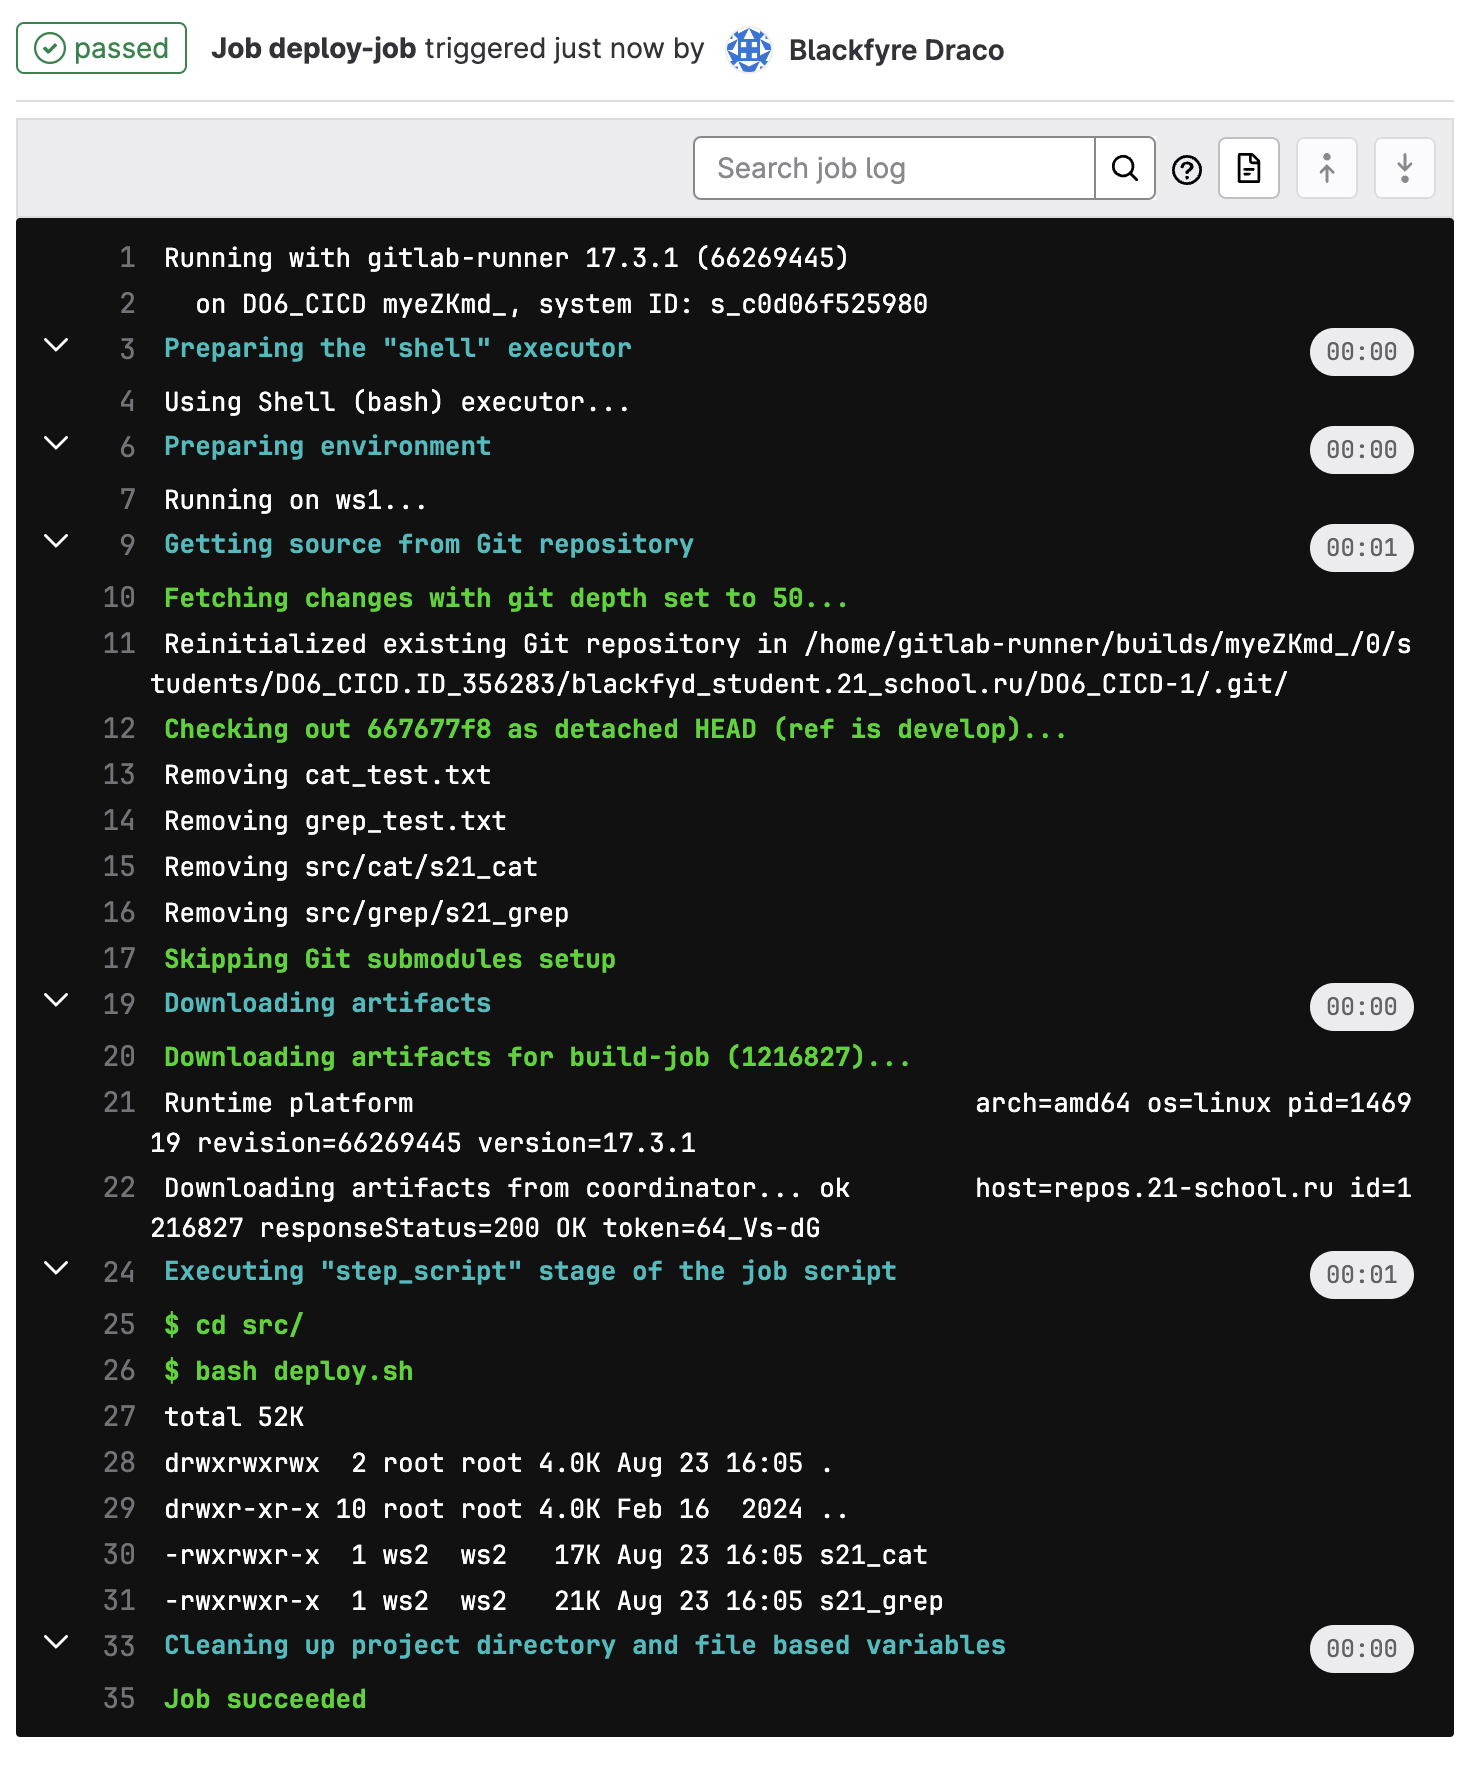 passed Job deploy-job triggered just now by Blackfyre Draco
Search job log
1 Running with gitlab-runner 17.3.1 (66269445)
2 on DO6_CICD myeZKmd_, system ID: s_c0d06f525980
3 Preparing the "shell" executor 00:00
4 Using Shell (bash) executor...
6 Preparing environment 00:00
7 Running on ws1...
9 Getting source from Git repository 00:01
10 Fetching changes with git depth set to 50...
11 Reinitialized existing Git repository in /home/gitlab-runner/builds/myeZKmd_/0/s
tudents/DO6_CICD.ID_356283/blackfyd_student.21_school.ru/DO6_CICD-1/.git/
12 Checking out 667677f8 as detached HEAD (ref is develop)...
13 Removing cat_test.txt
14 Removing grep_test.txt
15 Removing src/cat/s21_cat
16 Removing src/grep/s21_grep
17 Skipping Git submodules setup
19 Downloading artifacts 00:00
20 Downloading artifacts for build-job (1216827)...
21 Runtime platform arch=amd64 os=linux pid=1469
19 revision=66269445 version=17.3.1
22 Downloading artifacts from coordinator... ok host=repos.21-school.ru id=1
216827 responseStatus=200 OK token=64_Vs-dG
24 Executing "step_script" stage of the job script 00:01
25 $ cd src/
26 $ bash deploy.sh
27 total 52K
28 drwxrwxrwx  2 root root 4.0K Aug 23 16:05 .
29 drwxr-xr-x 10 root root 4.0K Feb 16  2024 ..
30 -rwxrwxr-x  1 ws2  ws2   17K Aug 23 16:05 s21_cat
31 -rwxrwxr-x  1 ws2  ws2   21K Aug 23 16:05 s21_grep
33 Cleaning up project directory and file based variables 00:00
35 Job succeeded